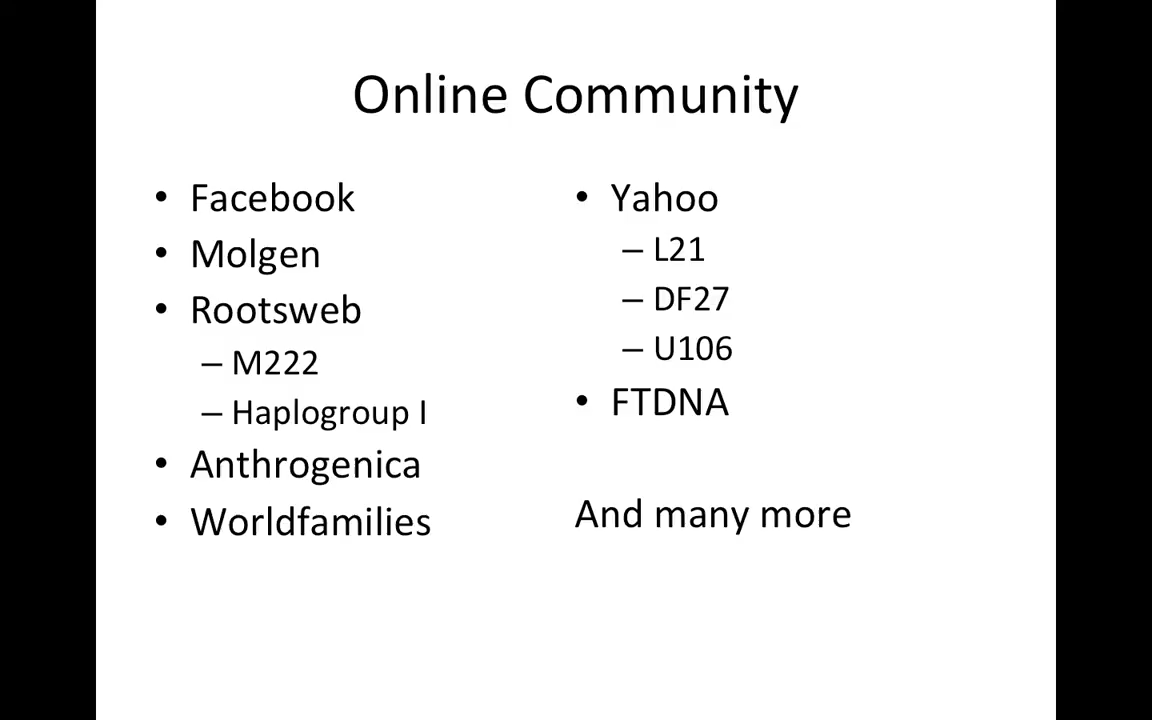 Online Community
• Facebook
• Molgen
• Rootsweb
– M222
– Haplogroup I
• Anthrogenica
• Worldfamilies
• Yahoo
– L21
– DF27
– U106
• FTDNA
And many more